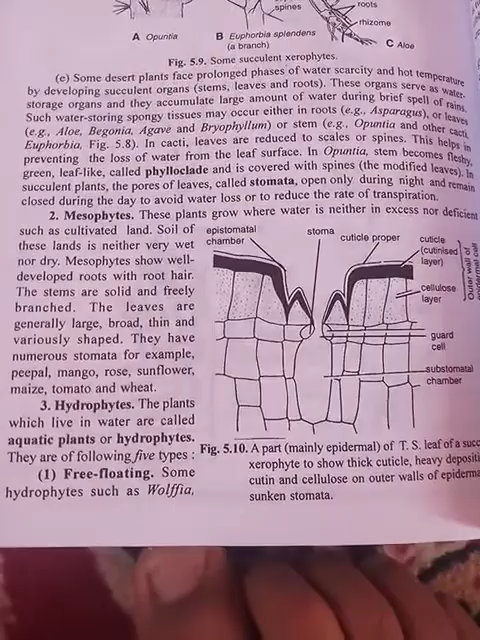 spines
roots
rhizome
A Opuntia
B Euphorbia splendens
(a branch)
C Aloe
Fig. 5.9. Some succulent xerophytes.
(e) Some desert plants face prolonged phases of water scarcity and hot temperature
by developing succulent organs (stems, leaves and roots). These organs serve as water-
storage organs and they accumulate large amount of water during brief spell of rains.
Such water-storing spongy tissues may occur either in roots (e.g., Asparagus), or leaves
(e.g., Aloe, Begonia, Agave and Bryophyllum) or stem (e.g., Opuntia and other cacti,
Euphorbia, Fig. 5.8). In cacti, leaves are reduced to scales or spines. This helps in
preventing the loss of water from the leaf surface. In Opuntia, stem becomes fleshy,
green, leaf-like, called phylloclade and is covered with spines (the modified leaves). In
succulent plants, the pores of leaves, called stomata, open only during night and remain
closed during the day to avoid water loss or to reduce the rate of transpiration.
2. Mesophytes. These plants grow where water is neither in excess nor deficient
such as cultivated land. Soil of
these lands is neither very wet
nor dry. Mesophytes show well-
developed roots with root hair.
The stems are solid and freely
branched. The leaves are
generally large, broad, thin and
variously shaped. They have
numerous stomata for example,
peepal, mango, rose, sunflower,
maize, tomato and wheat.
3. Hydrophytes. The plants
which live in water are called
aquatic plants or hydrophytes.
They are of following five types :
(1) Free-floating. Some
hydrophytes such as Wolffia,
epistomatal
chamber
stoma
cuticle proper
cuticle
(cutinised
layer)
Outer wall of
epidermal cell
cellulose
layer
guard
cell
substomatal
chamber
Fig. 5.10. A part (mainly epidermal) of T. S. leaf of a succ
xerophyte to show thick cuticle, heavy depositi
cutin and cellulose on outer walls of epiderma
sunken stomata.